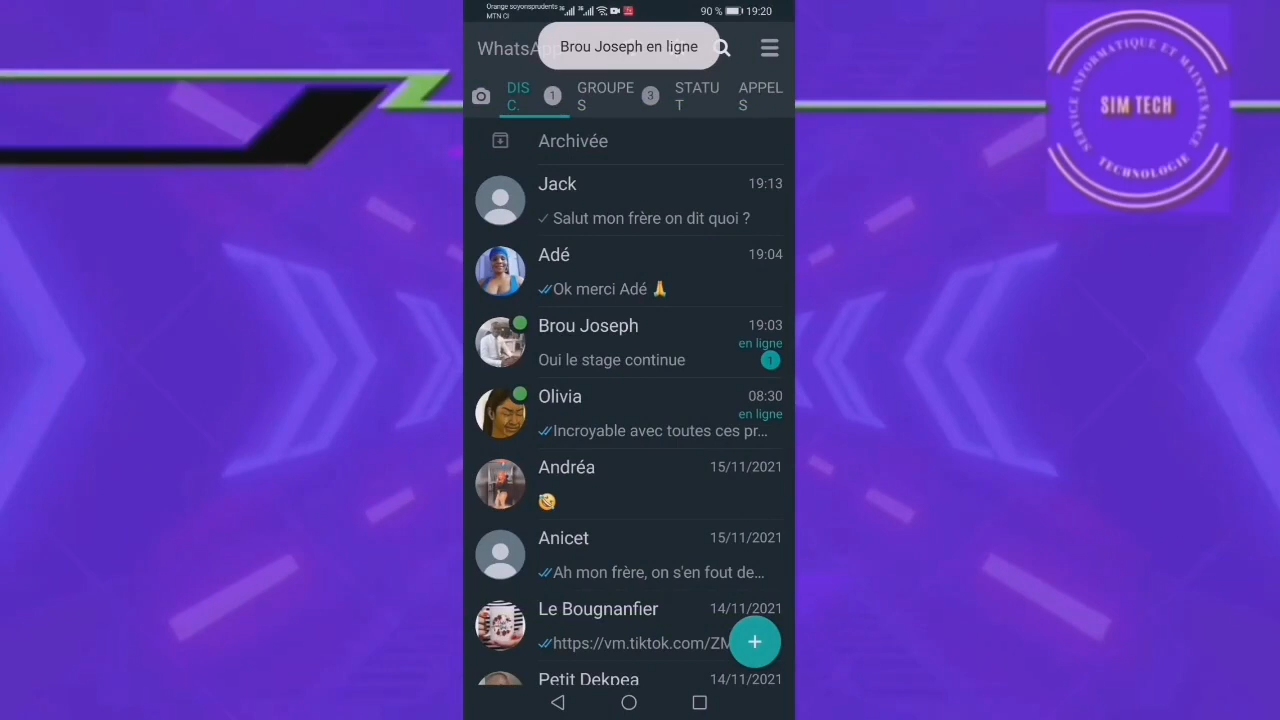 Orange soyonsprudents
MTN CI
90 % 19:20
WhatsApp
Brou Joseph en ligne
DIS
C.
1
GROUPE
S
3
STATU
T
APPEL
S
Archivée
Jack 19:13
Salut mon frère on dit quoi ?
Adé 19:04
Ok merci Adé 🙏
Brou Joseph 19:03
en ligne
Oui le stage continue 1
Olivia 08:30
en ligne
Incroyable avec toutes ces pr...
Andréa 15/11/2021
🤣
Anicet 15/11/2021
Ah mon frère, on s'en fout de...
Le Bougnanfier 14/11/2021
https://vm.tiktok.com/ZM
Petit Dekpea 14/11/2021
SERVICE INFORMATIQUE ET MAINTENANCE
SIM TECH
TECHNOLOGIE